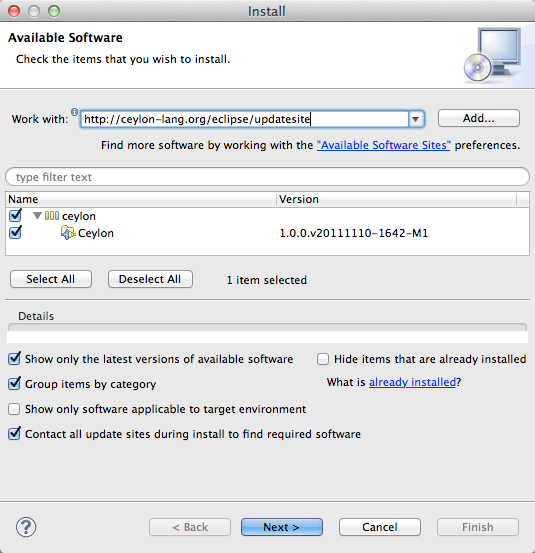 Install
Available Software
Check the items that you wish to install.
Work with: http://ceylon-lang.org/eclipse/updatesite Add...
Find more software by working with the "Available Software Sites" preferences.
type filter text
Name Version
ceylon
Ceylon 1.0.0.v20111110-1642-M1
Select All Deselect All 1 item selected
Details
Show only the latest versions of available software Hide items that are already installed
Group items by category What is already installed?
Show only software applicable to target environment
Contact all update sites during install to find required software
? < Back Next > Cancel Finish